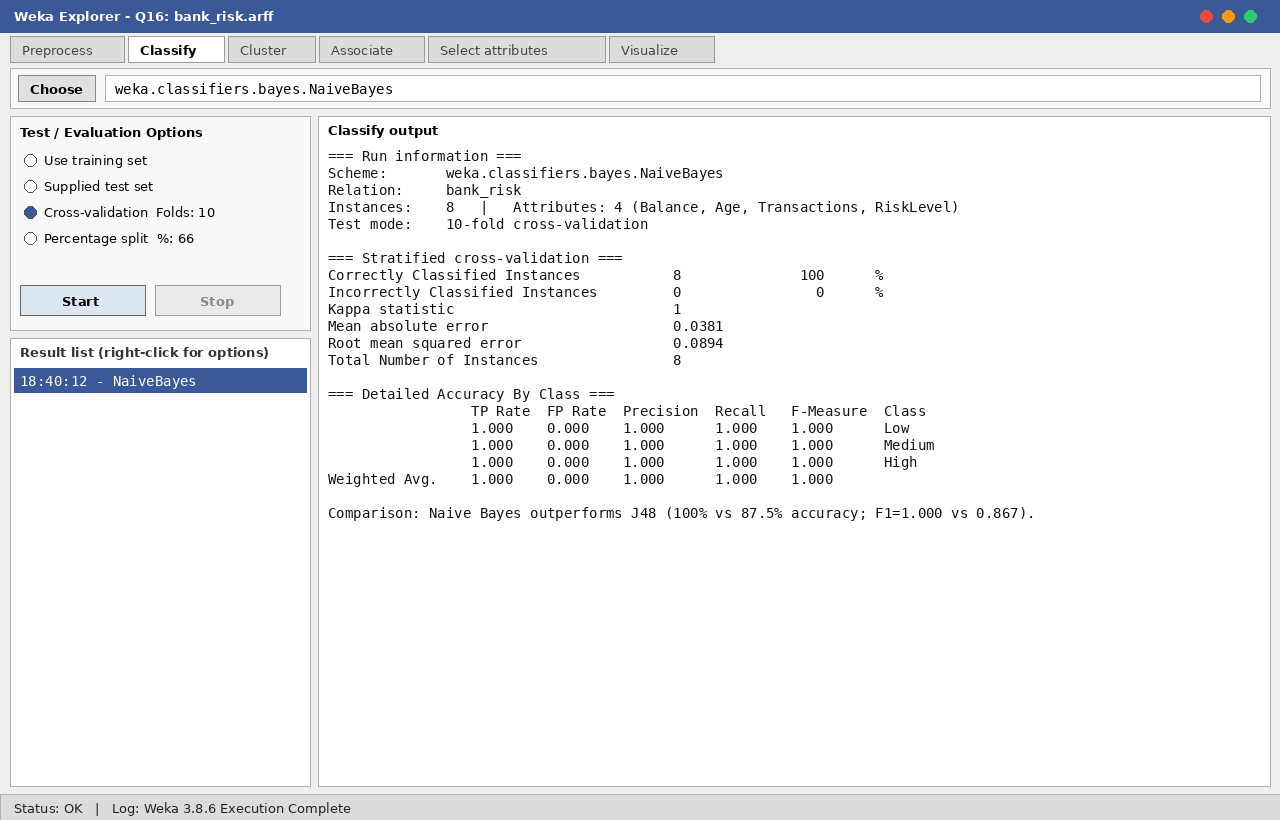 Weka Explorer - Q16: bank_risk.arff
Preprocess Classify Cluster Associate Select attributes Visualize
Choose weka.classifiers.bayes.NaiveBayes
Test / Evaluation Options
Use training set
Supplied test set
Cross-validation  Folds: 10
Percentage split  %: 66
Start Stop
Result list (right-click for options)
18:40:12 - NaiveBayes
Classify output
=== Run information ===
Scheme:       weka.classifiers.bayes.NaiveBayes
Relation:     bank_risk
Instances:    8   |   Attributes: 4 (Balance, Age, Transactions, RiskLevel)
Test mode:    10-fold cross-validation
=== Stratified cross-validation ===
Correctly Classified Instances           8              100      %
Incorrectly Classified Instances         0                0      %
Kappa statistic                          1
Mean absolute error                      0.0381
Root mean squared error                  0.0894
Total Number of Instances                8
=== Detailed Accuracy By Class ===
                 TP Rate  FP Rate  Precision  Recall   F-Measure  Class
                 1.000    0.000    1.000      1.000    1.000      Low
                 1.000    0.000    1.000      1.000    1.000      Medium
                 1.000    0.000    1.000      1.000    1.000      High
Weighted Avg.    1.000    0.000    1.000      1.000    1.000
Comparison: Naive Bayes outperforms J48 (100% vs 87.5% accuracy; F1=1.000 vs 0.867).
Status: OK   |   Log: Weka 3.8.6 Execution Complete